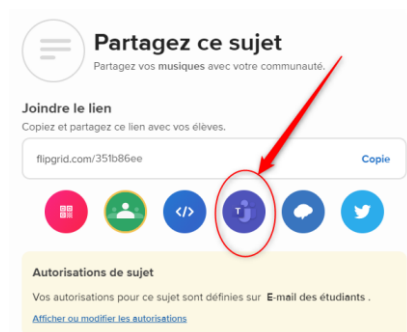 Partagez ce sujet
Partagez vos musiques avec votre communauté.
Joindre le lien
Copiez et partagez ce lien avec vos élèves.
flipgrid.com/351b86ee Copie
</>
T
Autorisations de sujet
Vos autorisations pour ce sujet sont définies sur E-mail des étudiants .
Afficher ou modifier les autorisations